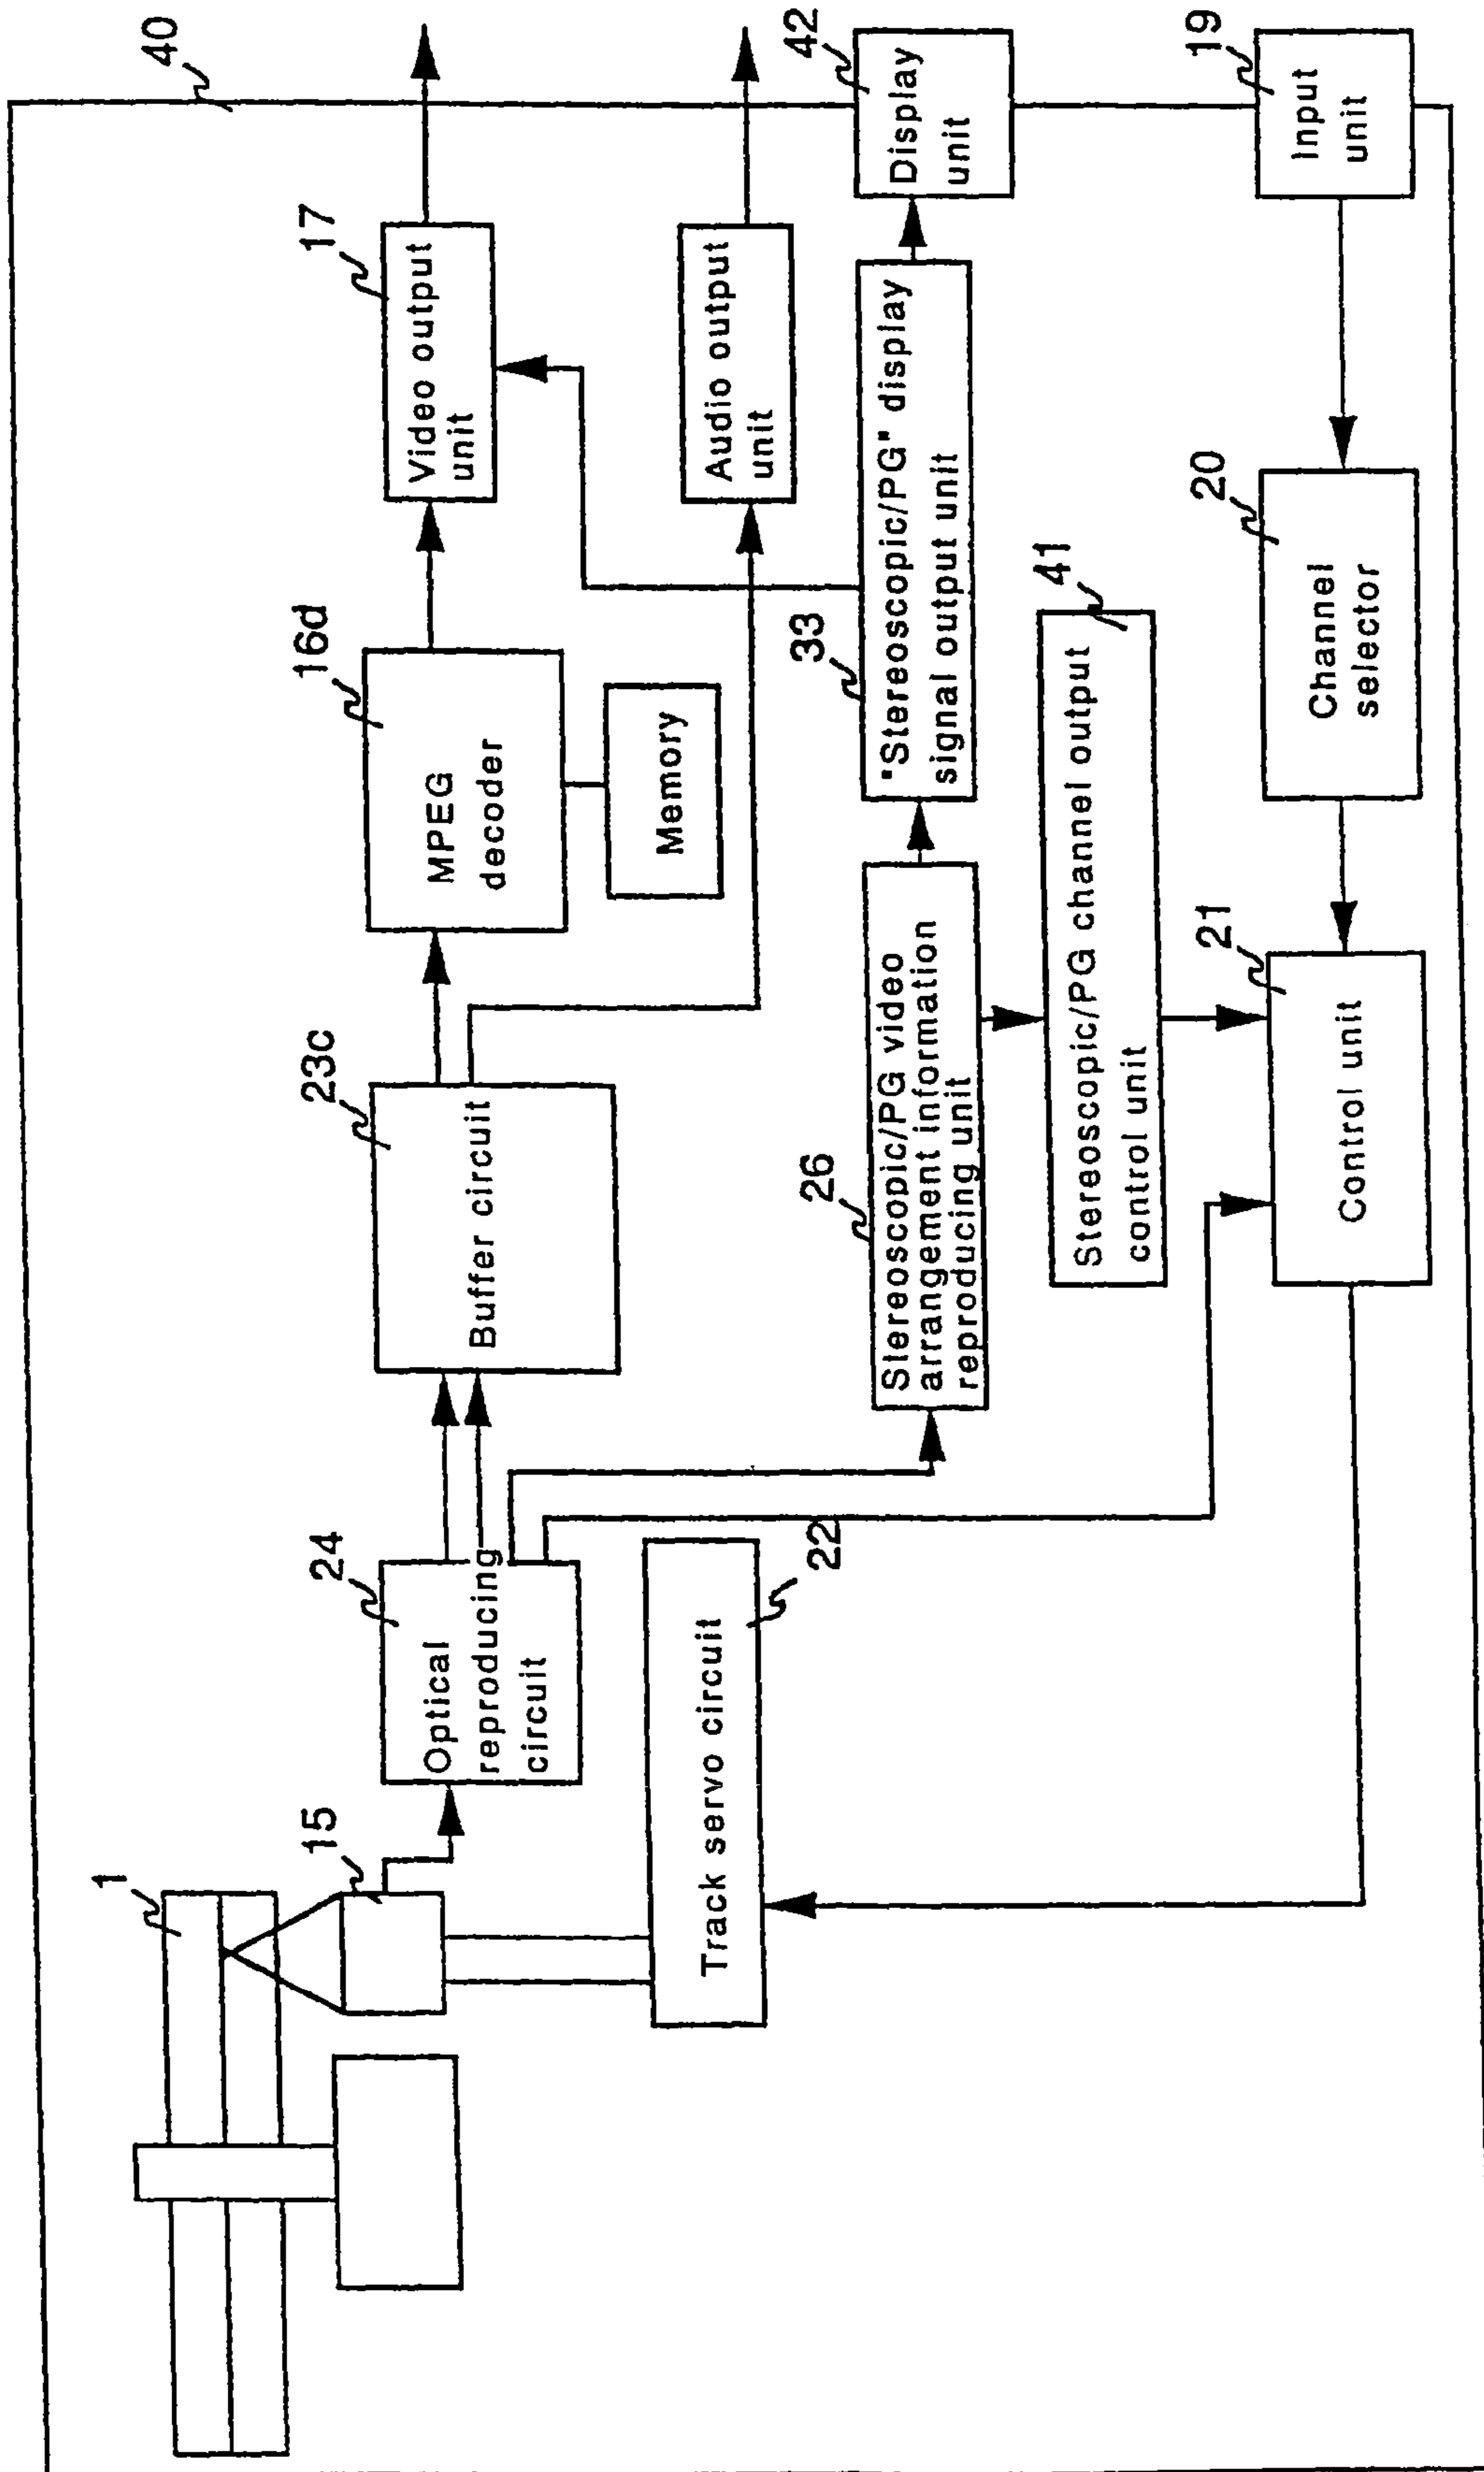 40
1
15
24
Optical
reproducing
circuit
23c
Buffer circuit
16d
MPEG
decoder
Memory
17
Video output
unit
Audio output
unit
Track servo circuit
22
26
Stereoscopic/PG video
arrangement information
reproducing unit
33
"Stereoscopic/PG" display
signal output unit
42
Display
unit
Stereoscopic/PG channel output
control unit
41
21
Control unit
20
Channel
selector
19
Input
unit